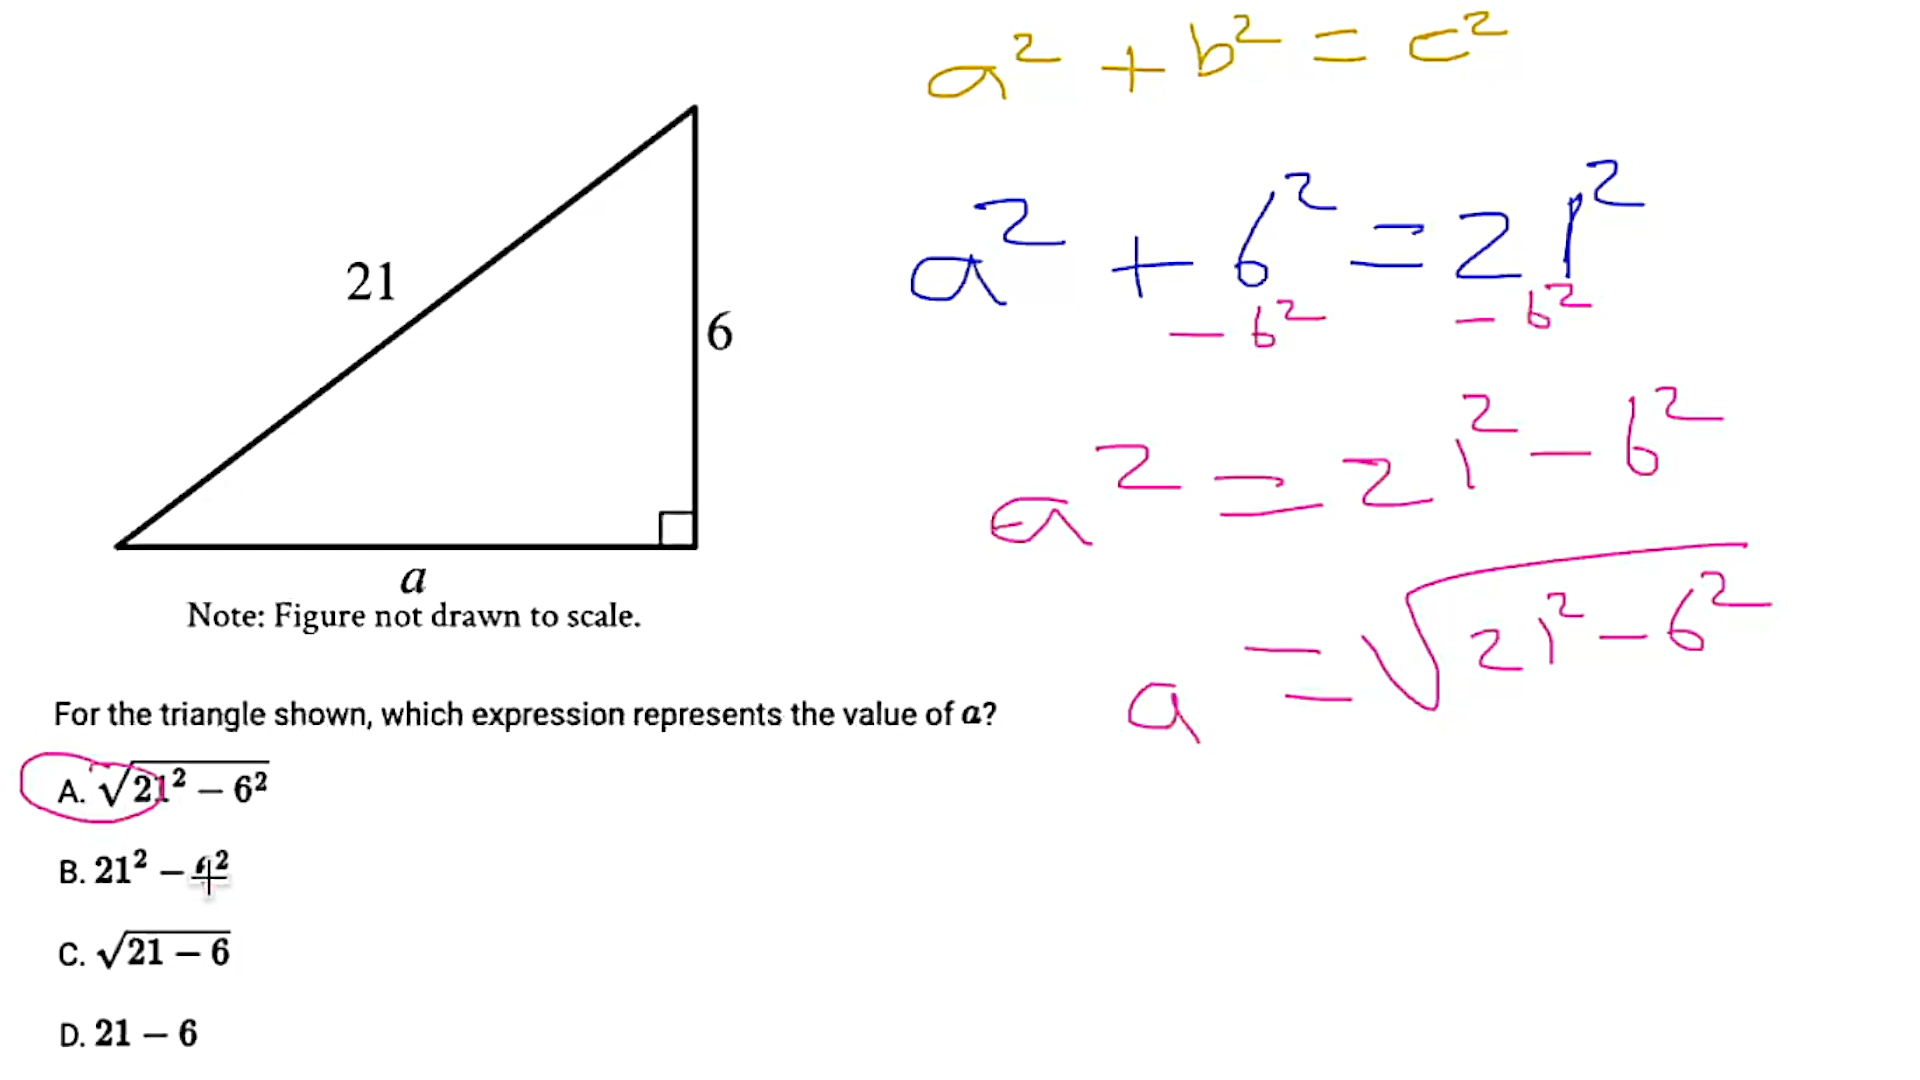 21
6
a
Note: Figure not drawn to scale.
For the triangle shown, which expression represents the value of a?
A. √21² − 6²
B. 21² −
C. √21 − 6
D. 21 − 6
a² + b² = c²
a² + 6² = 21²
− 6² − 6²
a² = 21² − 6²
a = √21² − 6²